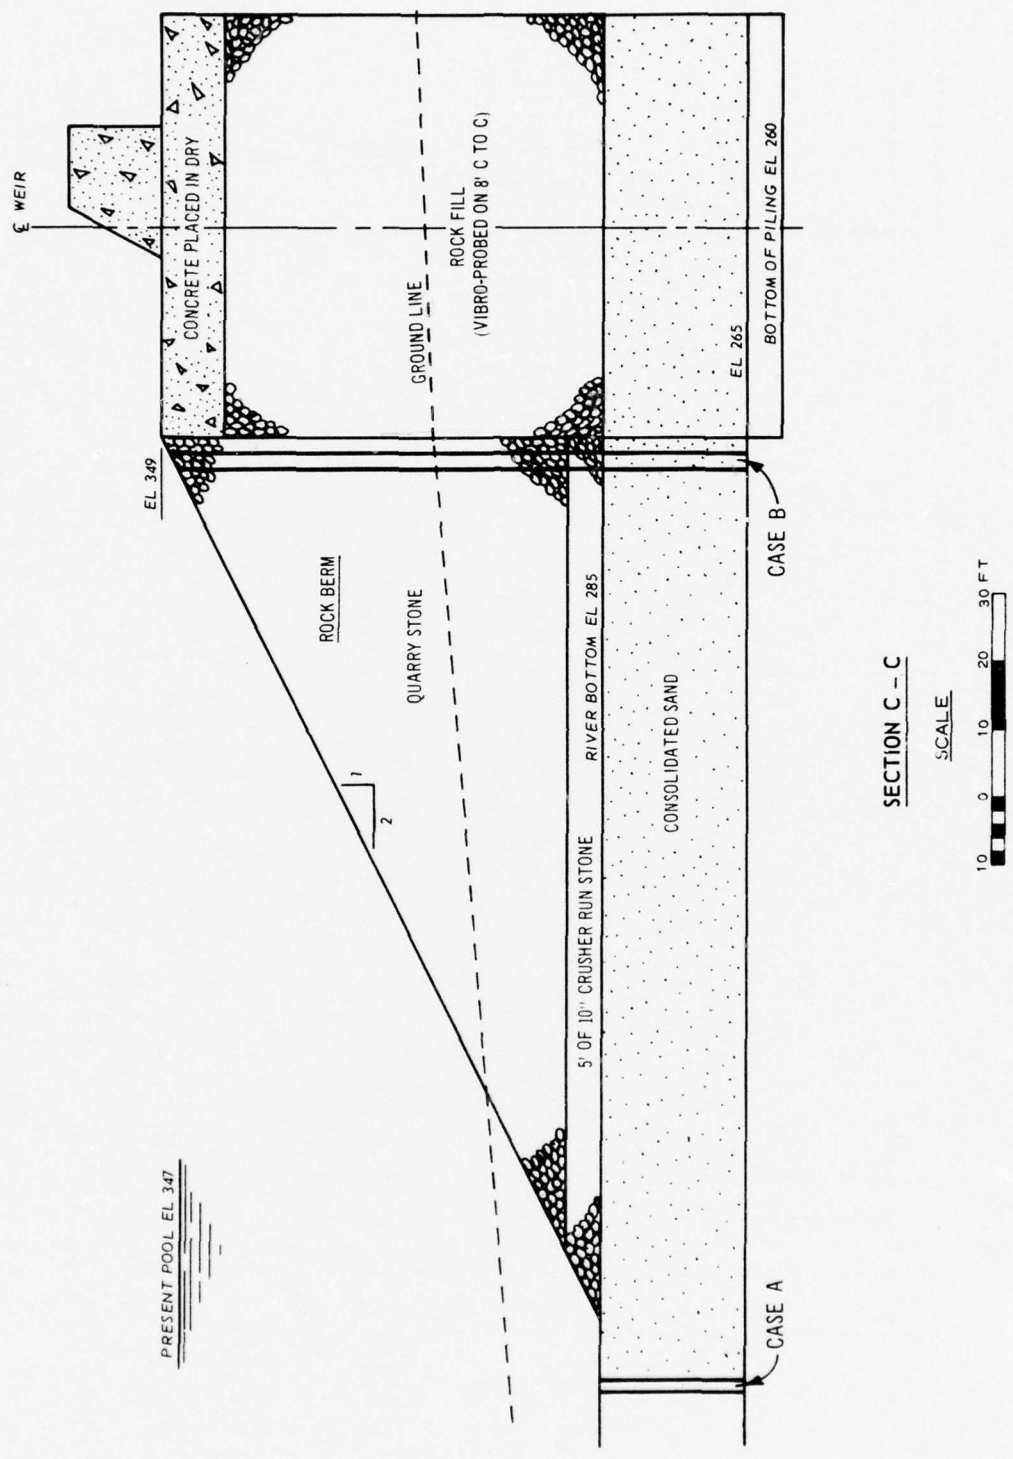 ℄ WEIR
CONCRETE PLACED IN DRY
EL 349
GROUND LINE
ROCK FILL
(VIBRO-PROBED ON 8' C TO C)
EL 265
BOTTOM OF PILING EL 260
PRESENT POOL EL 347
ROCK BERM
QUARRY STONE
1
2
5' OF 10" CRUSHER RUN STONE
RIVER BOTTOM EL 285
CONSOLIDATED SAND
CASE A
CASE B
SECTION C - C
SCALE
10 0 10 20 30 FT